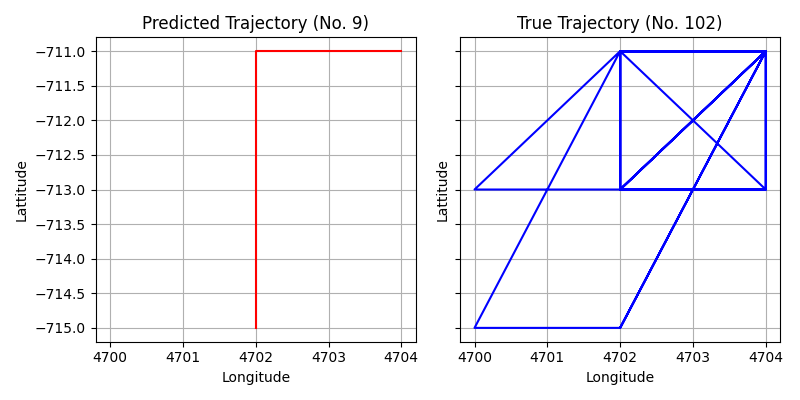 Predicted Trajectory (No. 9)
Lattitude
−711.0
−711.5
−712.0
−712.5
−713.0
−713.5
−714.0
−714.5
−715.0
4700 4701 4702 4703 4704
Longitude
True Trajectory (No. 102)
Lattitude
4700 4701 4702 4703 4704
Longitude